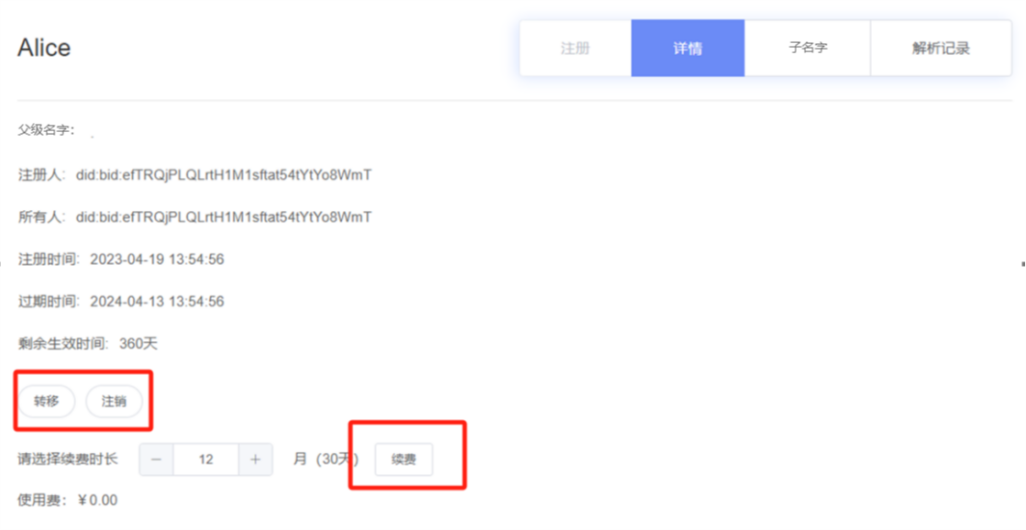 Alice
注册 详情 子名字 解析记录
父级名字:
注册人: did:bid:efTRQjPLQLrtH1M1sftat54tYtYo8WmT
所有人: did:bid:efTRQjPLQLrtH1M1sftat54tYtYo8WmT
注册时间: 2023-04-19 13:54:56
过期时间: 2024-04-13 13:54:56
剩余生效时间: 360天
转移 注销
请选择续费时长 − 12 + 月 (30天) 续费
使用费: ¥0.00